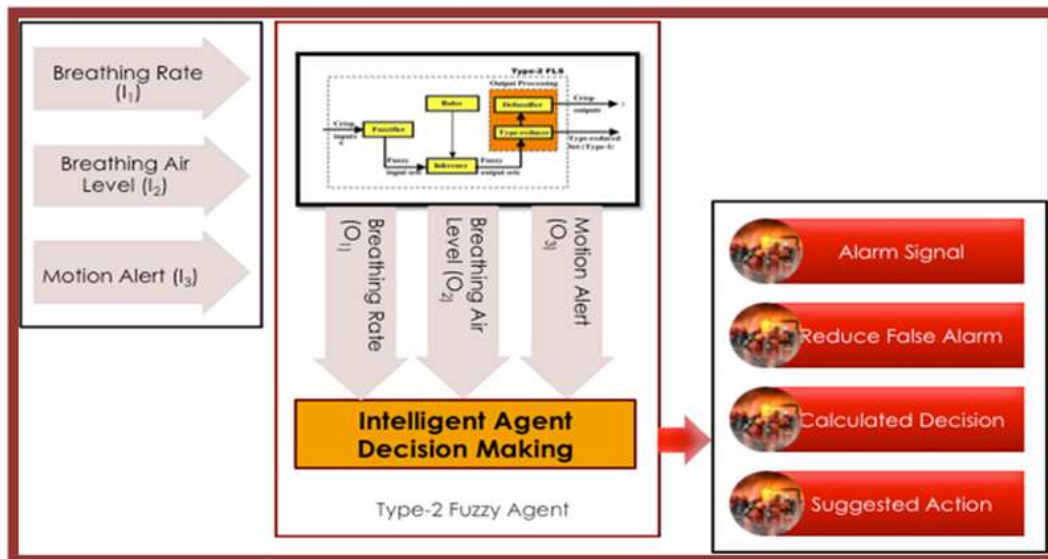 Breathing Rate
(I₁)
Breathing Air
Level (I₂)
Motion Alert (I₃)
Type-2 FLS
Output Processing
Defuzzifier
Crisp
outputs
Rules
Crisp
inputs
Fuzzifier
Type-reducer
Type-reduced
Set (Type-1)
Fuzzy
input sets
Inference
Fuzzy
output sets
Breathing Rate
(O₁)
Breathing Air
Level (O₂)
Motion Alert
(O₃)
Intelligent Agent
Decision Making
Type-2 Fuzzy Agent
Alarm Signal
Reduce False Alarm
Calculated Decision
Suggested Action